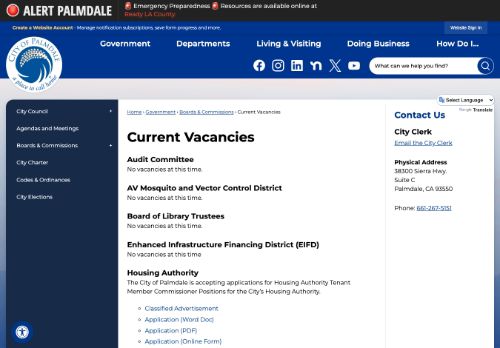 ALERT PALMDALE
🚨 Emergency Preparedness 🚨 Resources are available online at
Ready LA County.
Create a Website Account - Manage notification subscriptions, save form progress and more.
Website Sign In
CITY OF PALMDALE
a place to call home
Government
Departments
Living & Visiting
Doing Business
How Do I...
What can we help you find?
Select Language
Google Translate
City Council +
Agendas and Meetings
Boards & Commissions +
City Charter
Codes & Ordinances
City Elections
Home › Government › Boards & Commissions › Current Vacancies
Current Vacancies
Audit Committee
No vacancies at this time.
AV Mosquito and Vector Control District
No vacancies at this time.
Board of Library Trustees
No vacancies at this time.
Enhanced Infrastructure Financing District (EIFD)
No vacancies at this time
Housing Authority
The City of Palmdale is accepting applications for Housing Authority Tenant
Member Commissioner Positions for the City's Housing Authority.
Classified Advertisement
Application (Word Doc)
Application (PDF)
Application (Online Form)
Contact Us
City Clerk
Email the City Clerk
Physical Address
38300 Sierra Hwy.
Suite C
Palmdale, CA 93550
Phone: 661-267-5151